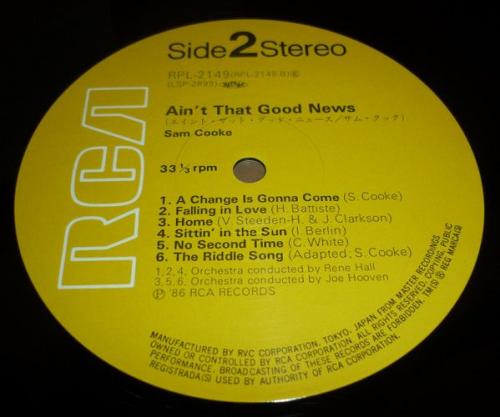 Side 2 Stereo
RPL-2149 (RPL-2149-B)
(LSP-2899)
RCA
Ain't That Good News
(エイント・ザット・グッド・ニュース/サム・クック)
Sam Cooke
33 1/3 rpm
1. A Change Is Gonna Come (S. Cooke)
2. Falling in Love (H. Battiste)
3. Home (V. Steeden-H. & J. Clarkson)
4. Sittin' in the Sun (I. Berlin)
5. No Second Time (C. White)
6. The Riddle Song (Adapted, S. Cooke)
1,2,4, Orchestra conducted by Rene Hall
3,5,6, Orchestra conducted by Joe Hooven
Ⓟ '86 RCA RECORDS
MANUFACTURED BY RVC CORPORATION, TOKYO, JAPAN FROM MASTER RECORDINGS
OWNED OR CONTROLLED BY RCA CORPORATION. ALL RIGHTS RESERVED, COPYING, PUBLIC
PERFORMANCE, BROADCASTING OF THESE RECORDS ARE FORBIDDEN. TM(S) ® REG MARCA(S)
REGISTRADA(S) USED BY AUTHORITY OF RCA CORPORATION.